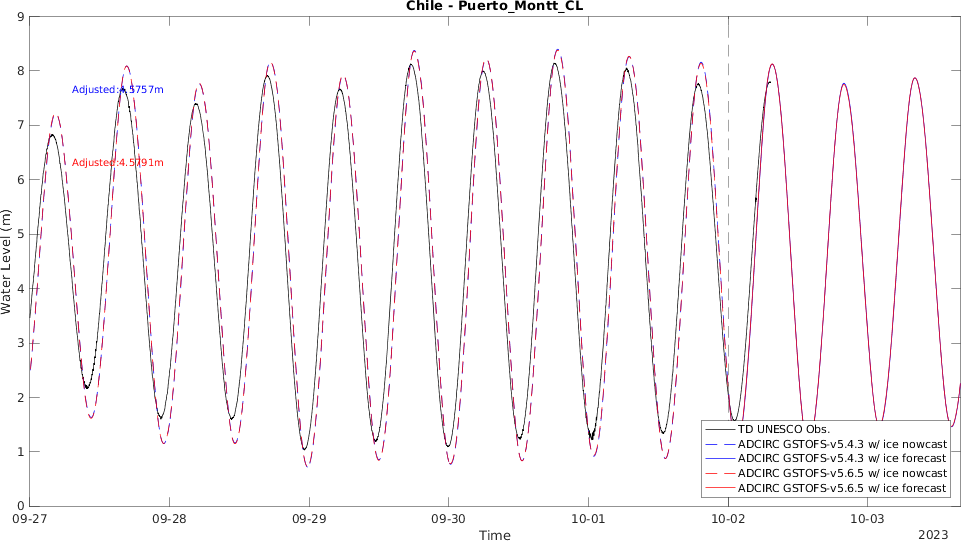 Chile - Puerto_Montt_CL
9
8
7
6
5
4
3
2
1
0
Water Level (m)
Adjusted:4.5757m
Adjusted:4.5791m
TD UNESCO Obs.
ADCIRC GSTOFS-v5.4.3 w/ ice nowcast
ADCIRC GSTOFS-v5.4.3 w/ ice forecast
ADCIRC GSTOFS-v5.6.5 w/ ice nowcast
ADCIRC GSTOFS-v5.6.5 w/ ice forecast
09-27 09-28 09-29 09-30 10-01 10-02 10-03
Time
2023